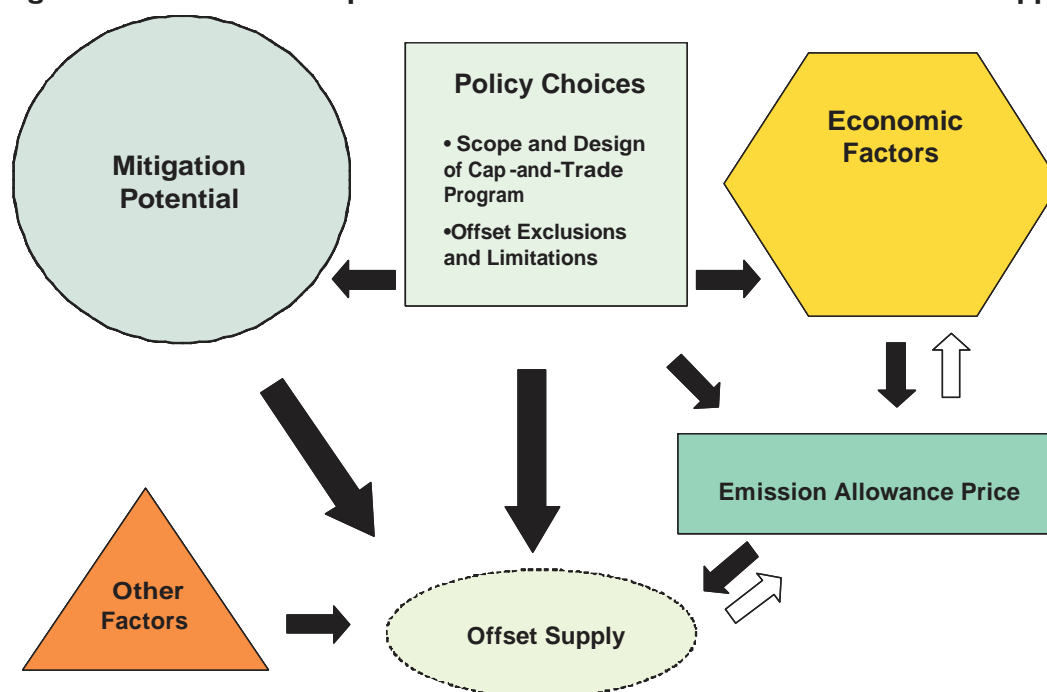 Policy Choices
• Scope and Design
of Cap -and-Trade
Program
•Offset Exclusions
and Limitations
Mitigation
Potential
Economic
Factors
Emission Allowance Price
Other
Factors
Offset Supply